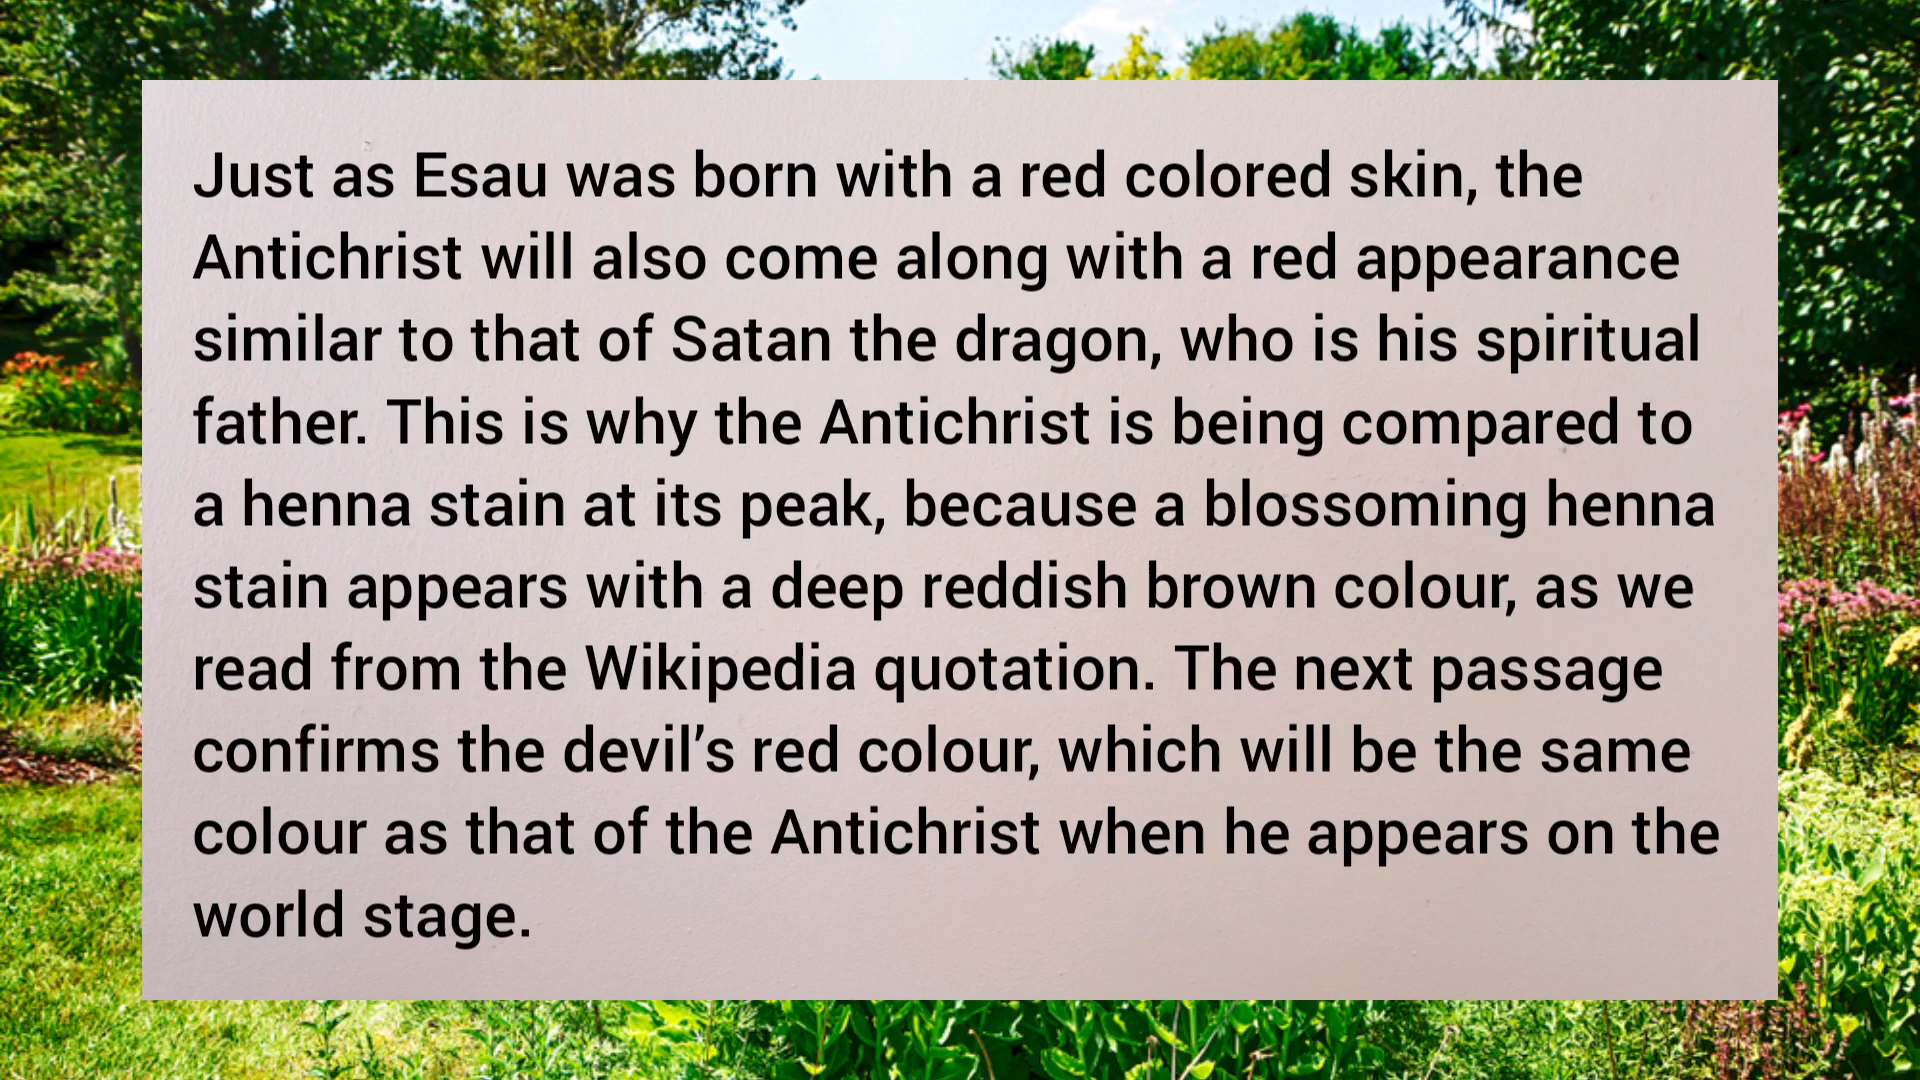 Just as Esau was born with a red colored skin, the
Antichrist will also come along with a red appearance
similar to that of Satan the dragon, who is his spiritual
father. This is why the Antichrist is being compared to
a henna stain at its peak, because a blossoming henna
stain appears with a deep reddish brown colour, as we
read from the Wikipedia quotation. The next passage
confirms the devil’s red colour, which will be the same
colour as that of the Antichrist when he appears on the
world stage.